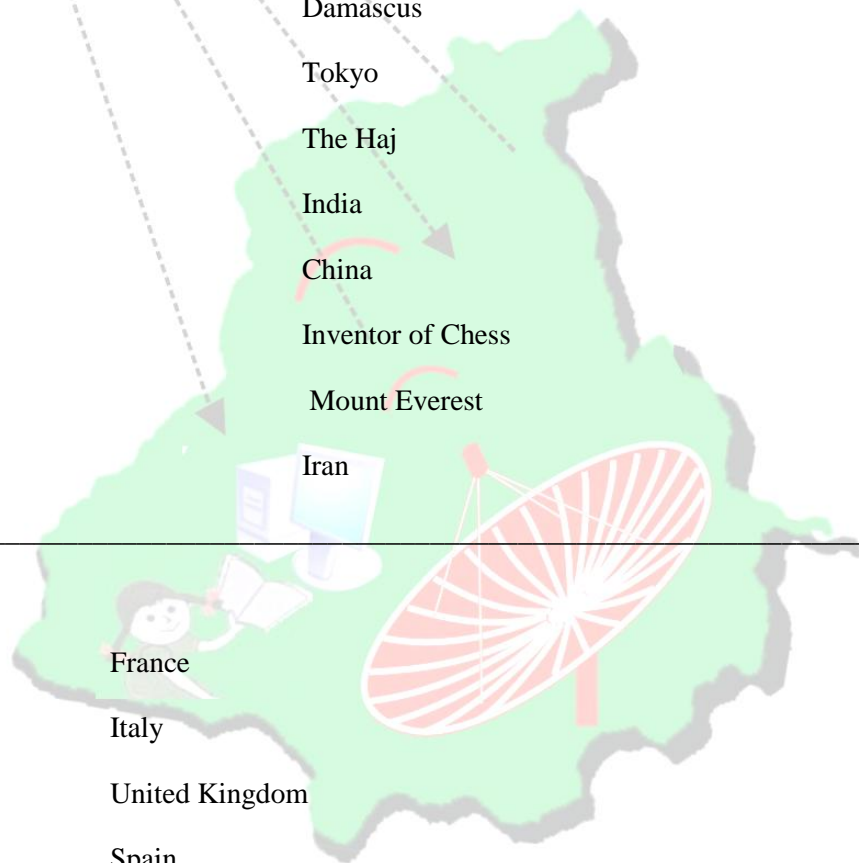 Damascus
Tokyo
The Haj
India
China
Inventor of Chess
Mount Everest
Iran
France
Italy
United Kingdom
Spain